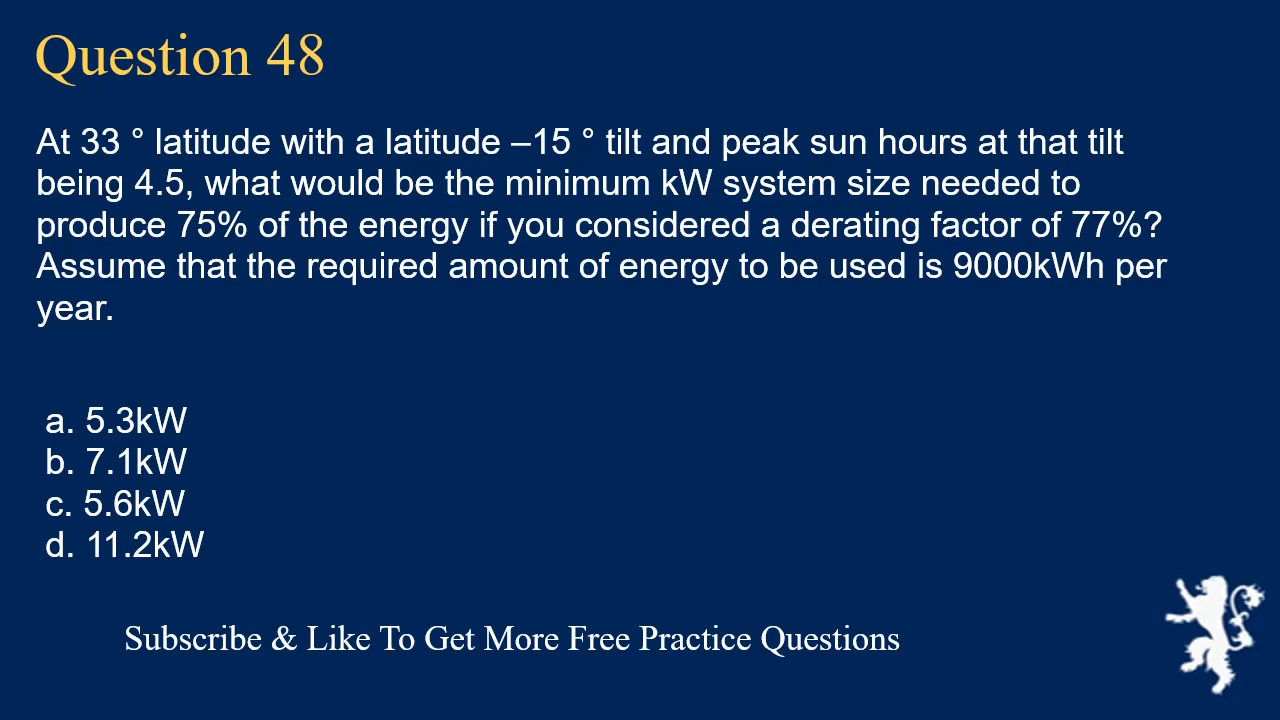 Question 48
At 33 ° latitude with a latitude –15 ° tilt and peak sun hours at that tilt
being 4.5, what would be the minimum kW system size needed to
produce 75% of the energy if you considered a derating factor of 77%?
Assume that the required amount of energy to be used is 9000kWh per
year.
a. 5.3kW
b. 7.1kW
c. 5.6kW
d. 11.2kW
Subscribe & Like To Get More Free Practice Questions